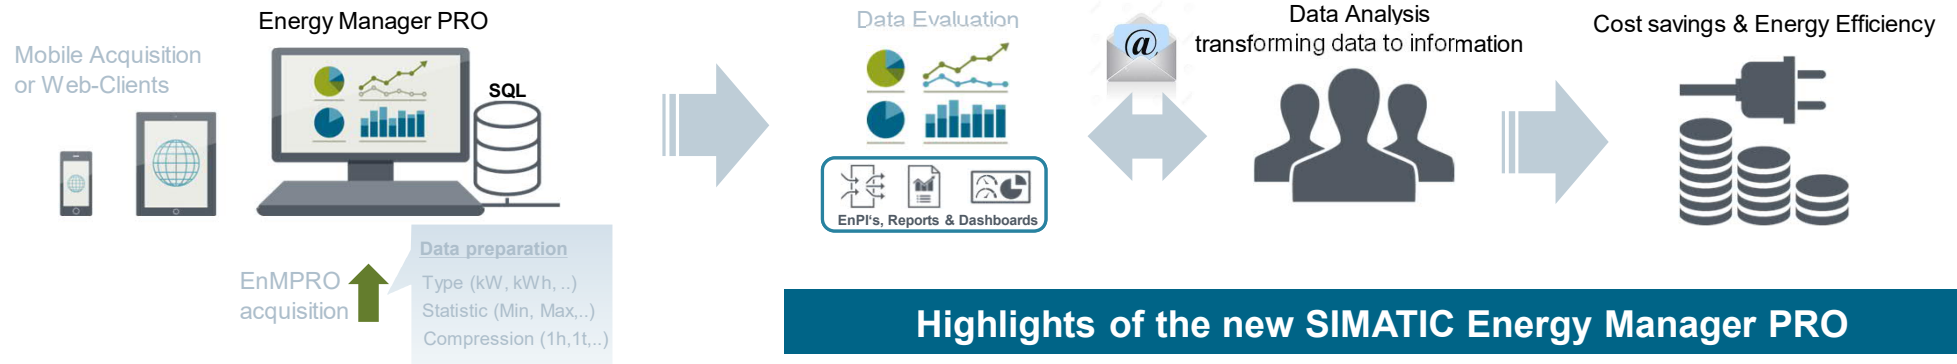 Mobile Acquisition
or Web-Clients
Energy Manager PRO
SQL
EnMPRO
acquisition
Data preparation
Type (kW, kWh, ..)
Statistic (Min, Max,..)
Compression (1h,1t,..)
Data Evaluation
EnPI's, Reports & Dashboards
@
Data Analysis
transforming data to information
Cost savings & Energy Efficiency
Highlights of the new SIMATIC Energy Manager PRO